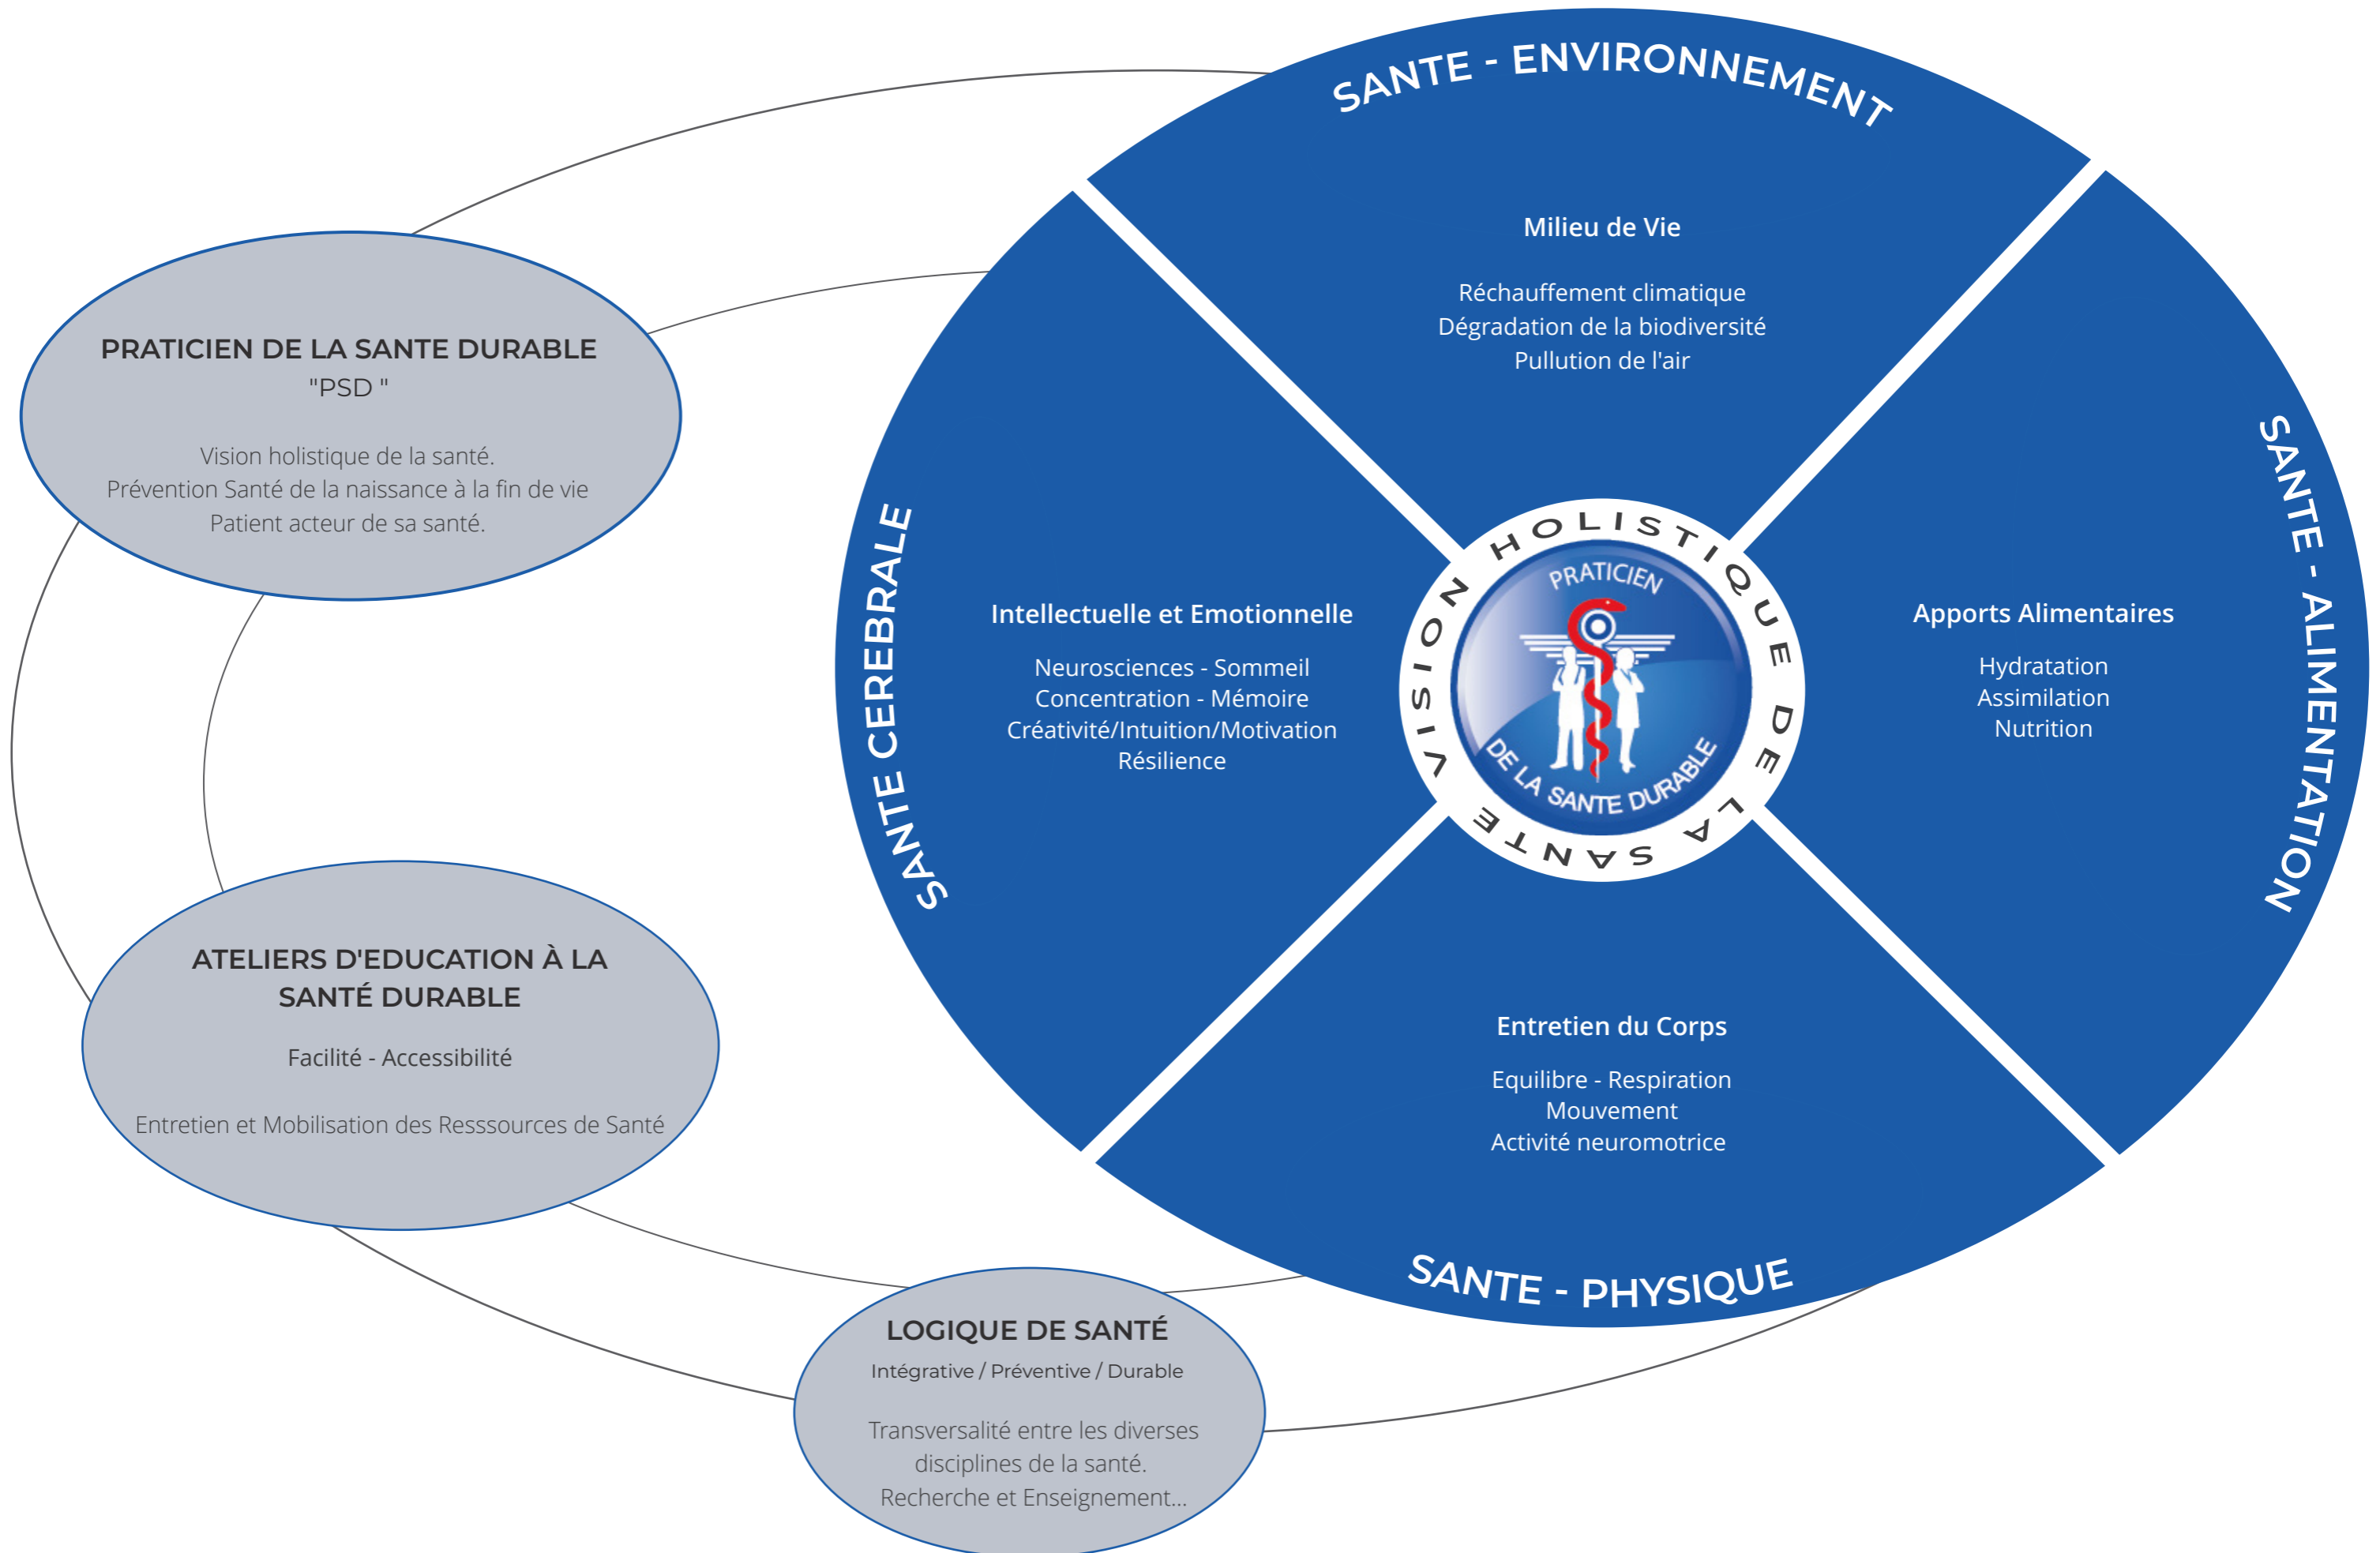 SANTE - ENVIRONNEMENT
Milieu de Vie
Réchauffement climatique
Dégradation de la biodiversité
Pullution de l'air
PRATICIEN DE LA SANTE DURABLE
"PSD "
Vision holistique de la santé.
Prévention Santé de la naissance à la fin de vie
Patient acteur de sa santé.
SANTE CEREBRALE
Intellectuelle et Emotionnelle
Neurosciences - Sommeil
Concentration - Mémoire
Créativité/Intuition/Motivation
Résilience
VISION HOLISTIQUE DE LA SANTE
PRATICIEN
DE LA SANTE DURABLE
SANTE - ALIMENTATION
Apports Alimentaires
Hydratation
Assimilation
Nutrition
ATELIERS D'EDUCATION À LA
SANTÉ DURABLE
Facilité - Accessibilité
Entretien et Mobilisation des Resssources de Santé
Entretien du Corps
Equilibre - Respiration
Mouvement
Activité neuromotrice
SANTE - PHYSIQUE
LOGIQUE DE SANTÉ
Intégrative / Préventive / Durable
Transversalité entre les diverses
disciplines de la santé.
Recherche et Enseignement...